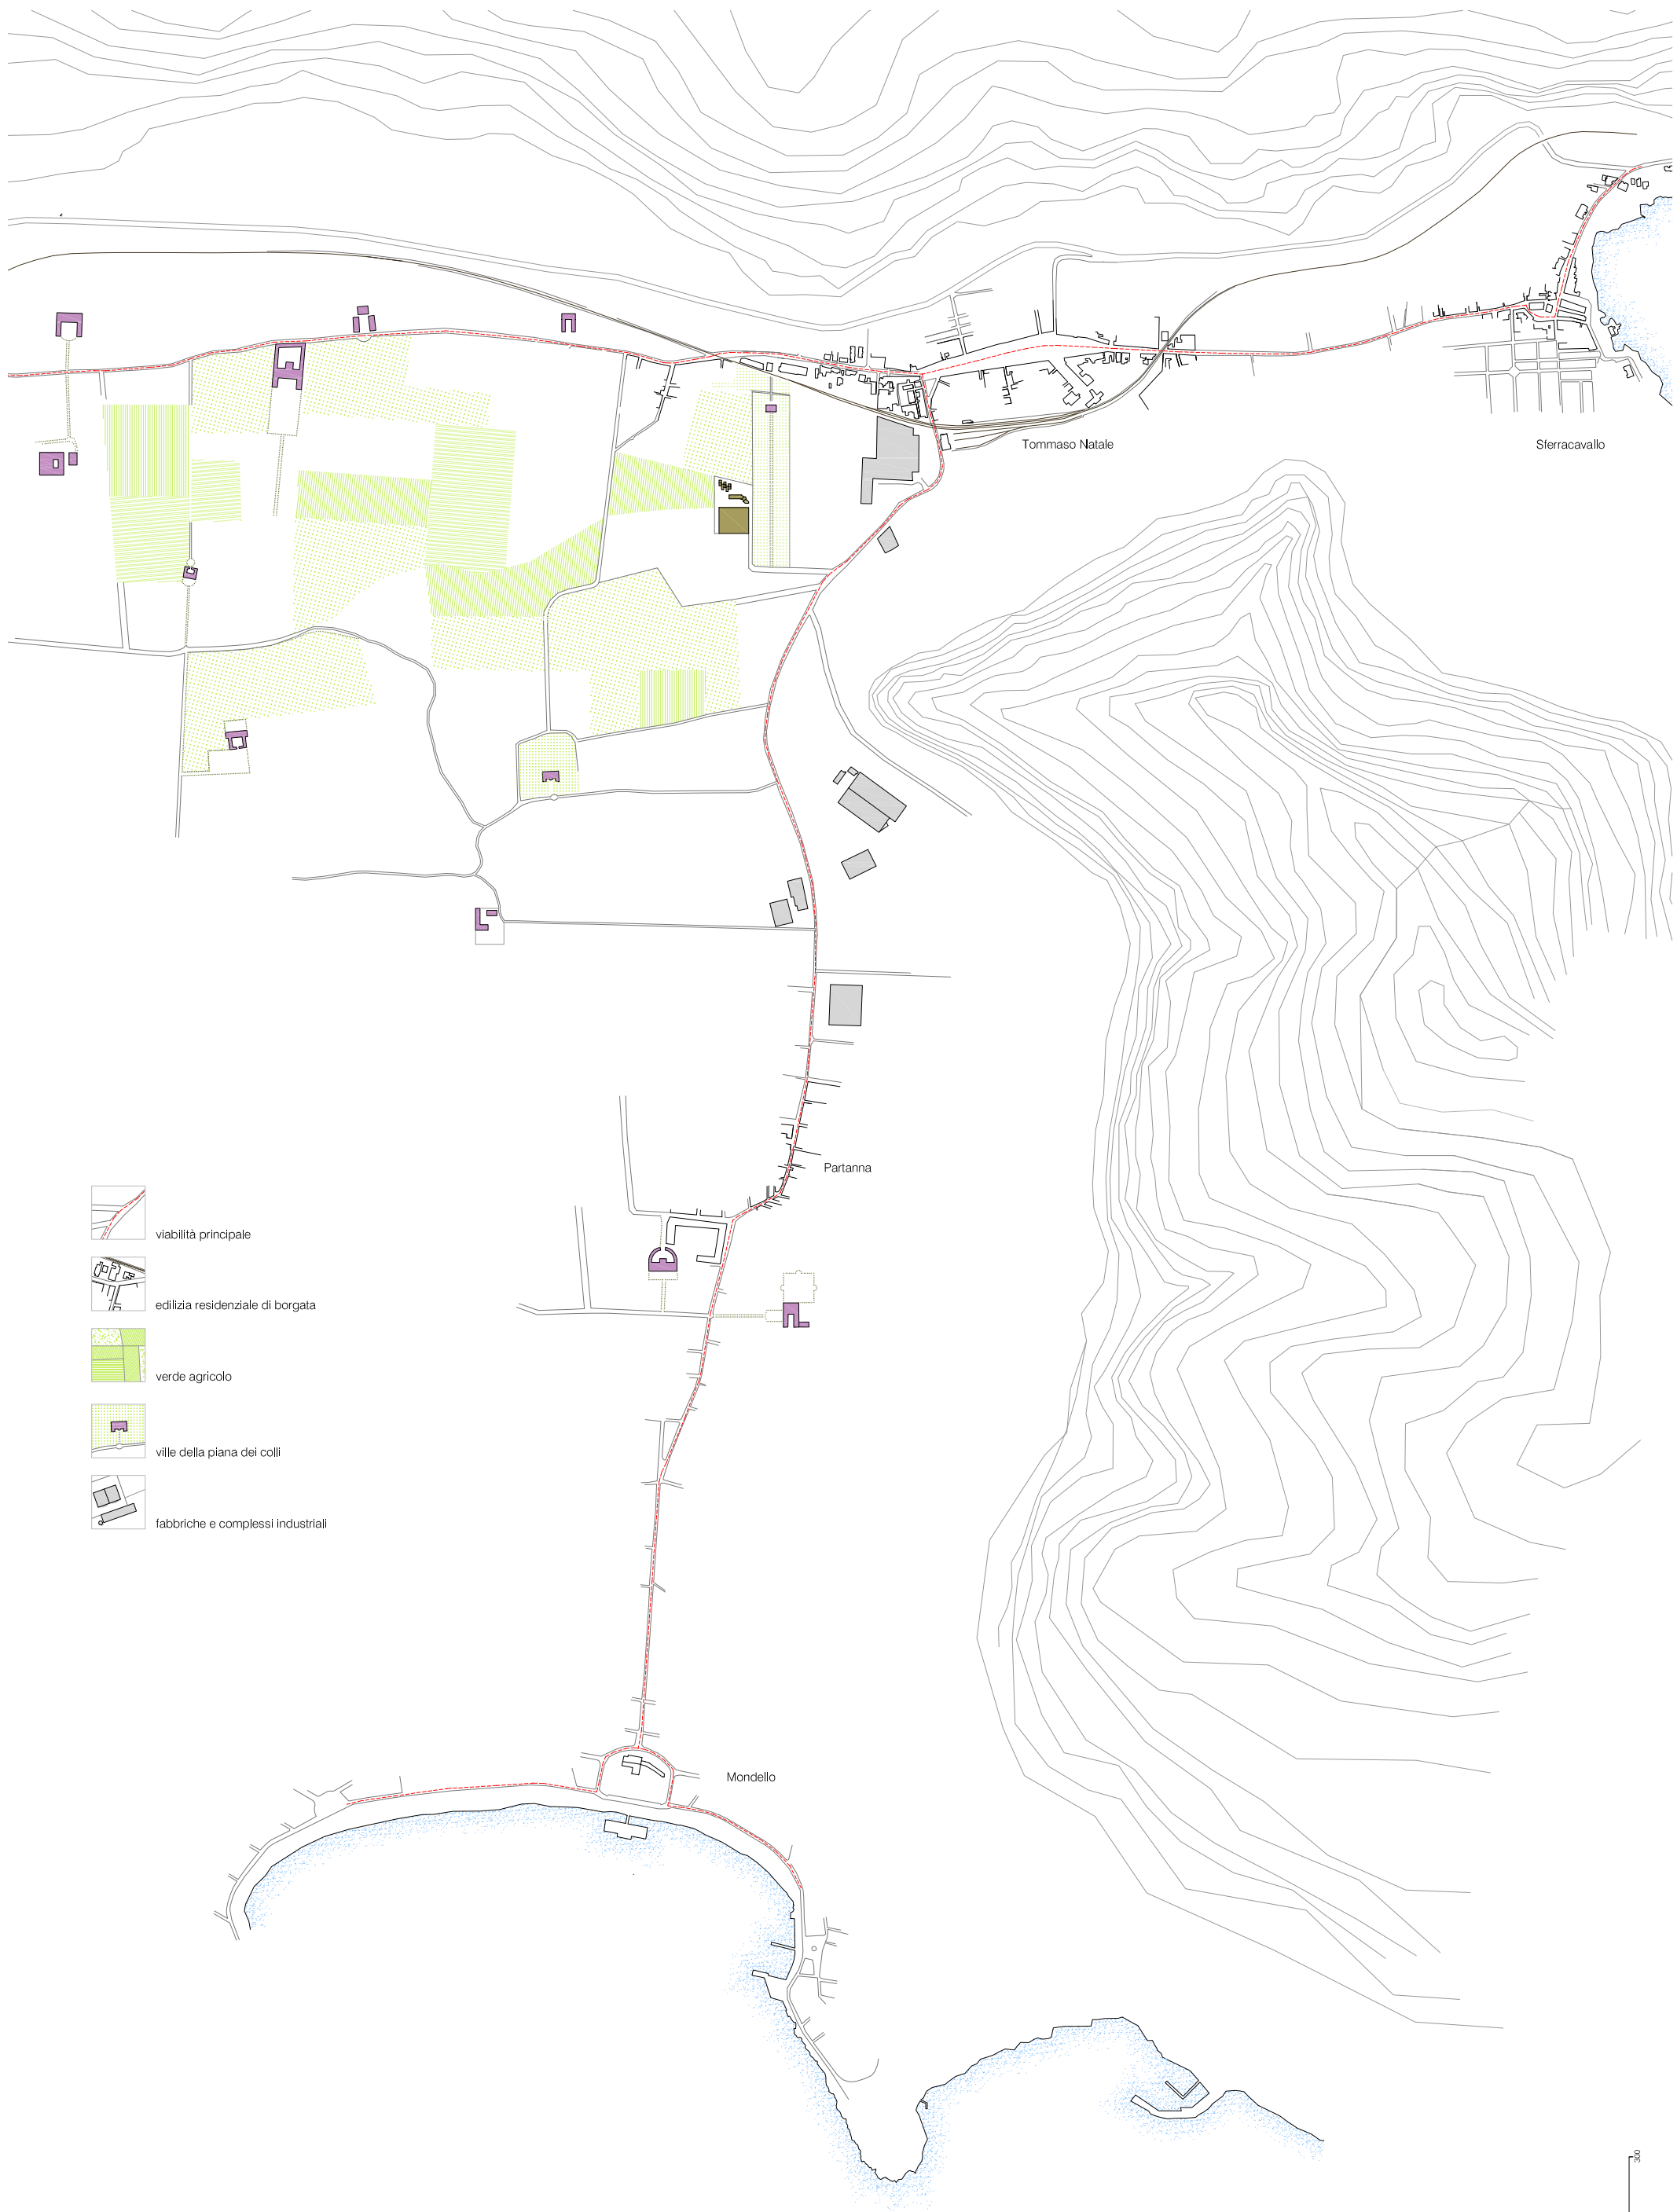 Tommaso Natale
Sferracavallo
Partanna
viabilità principale
edilizia residenziale di borgata
verde agricolo
ville della piana dei colli
fabbriche e complessi industriali
Mondello
300